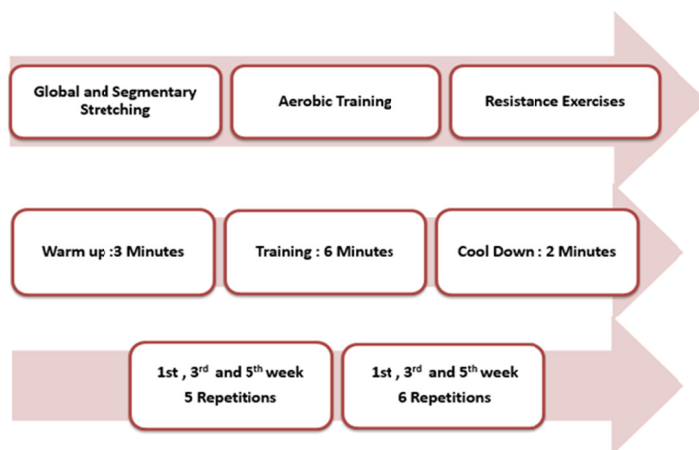 Global and Segmentary
Stretching
Aerobic Training
Resistance Exercises
Warm up :3 Minutes
Training : 6 Minutes
Cool Down : 2 Minutes
1st , 3rd and 5th week
5 Repetitions
1st , 3rd and 5th week
6 Repetitions